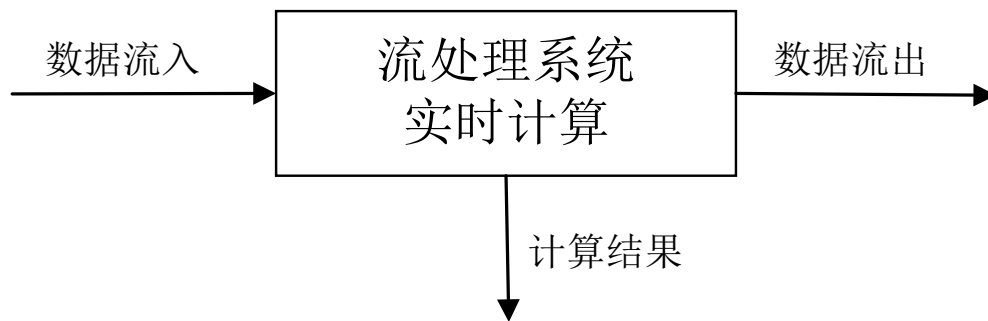 数据流入
流处理系统
实时计算
数据流出
计算结果